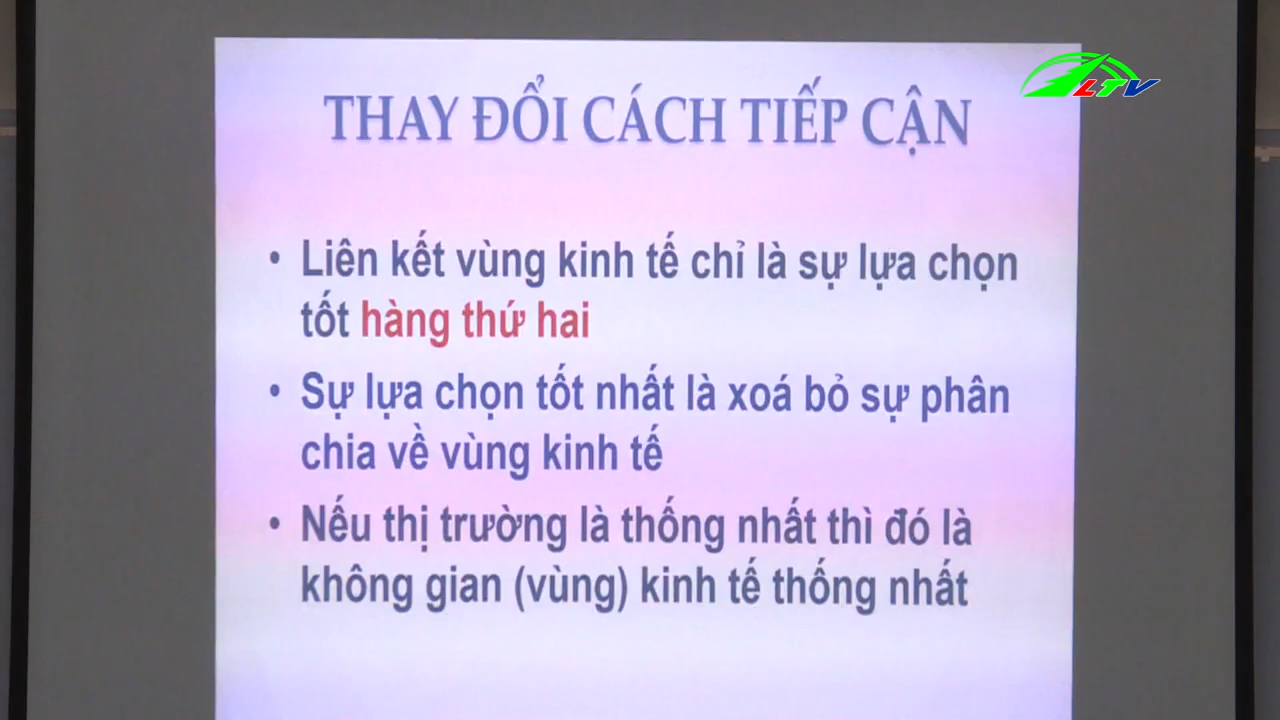 LTV
THAY ĐỔI CÁCH TIẾP CẬN
• Liên kết vùng kinh tế chỉ là sự lựa chọn
tốt hàng thứ hai
• Sự lựa chọn tốt nhất là xoá bỏ sự phân
chia về vùng kinh tế
• Nếu thị trường là thống nhất thì đó là
không gian (vùng) kinh tế thống nhất